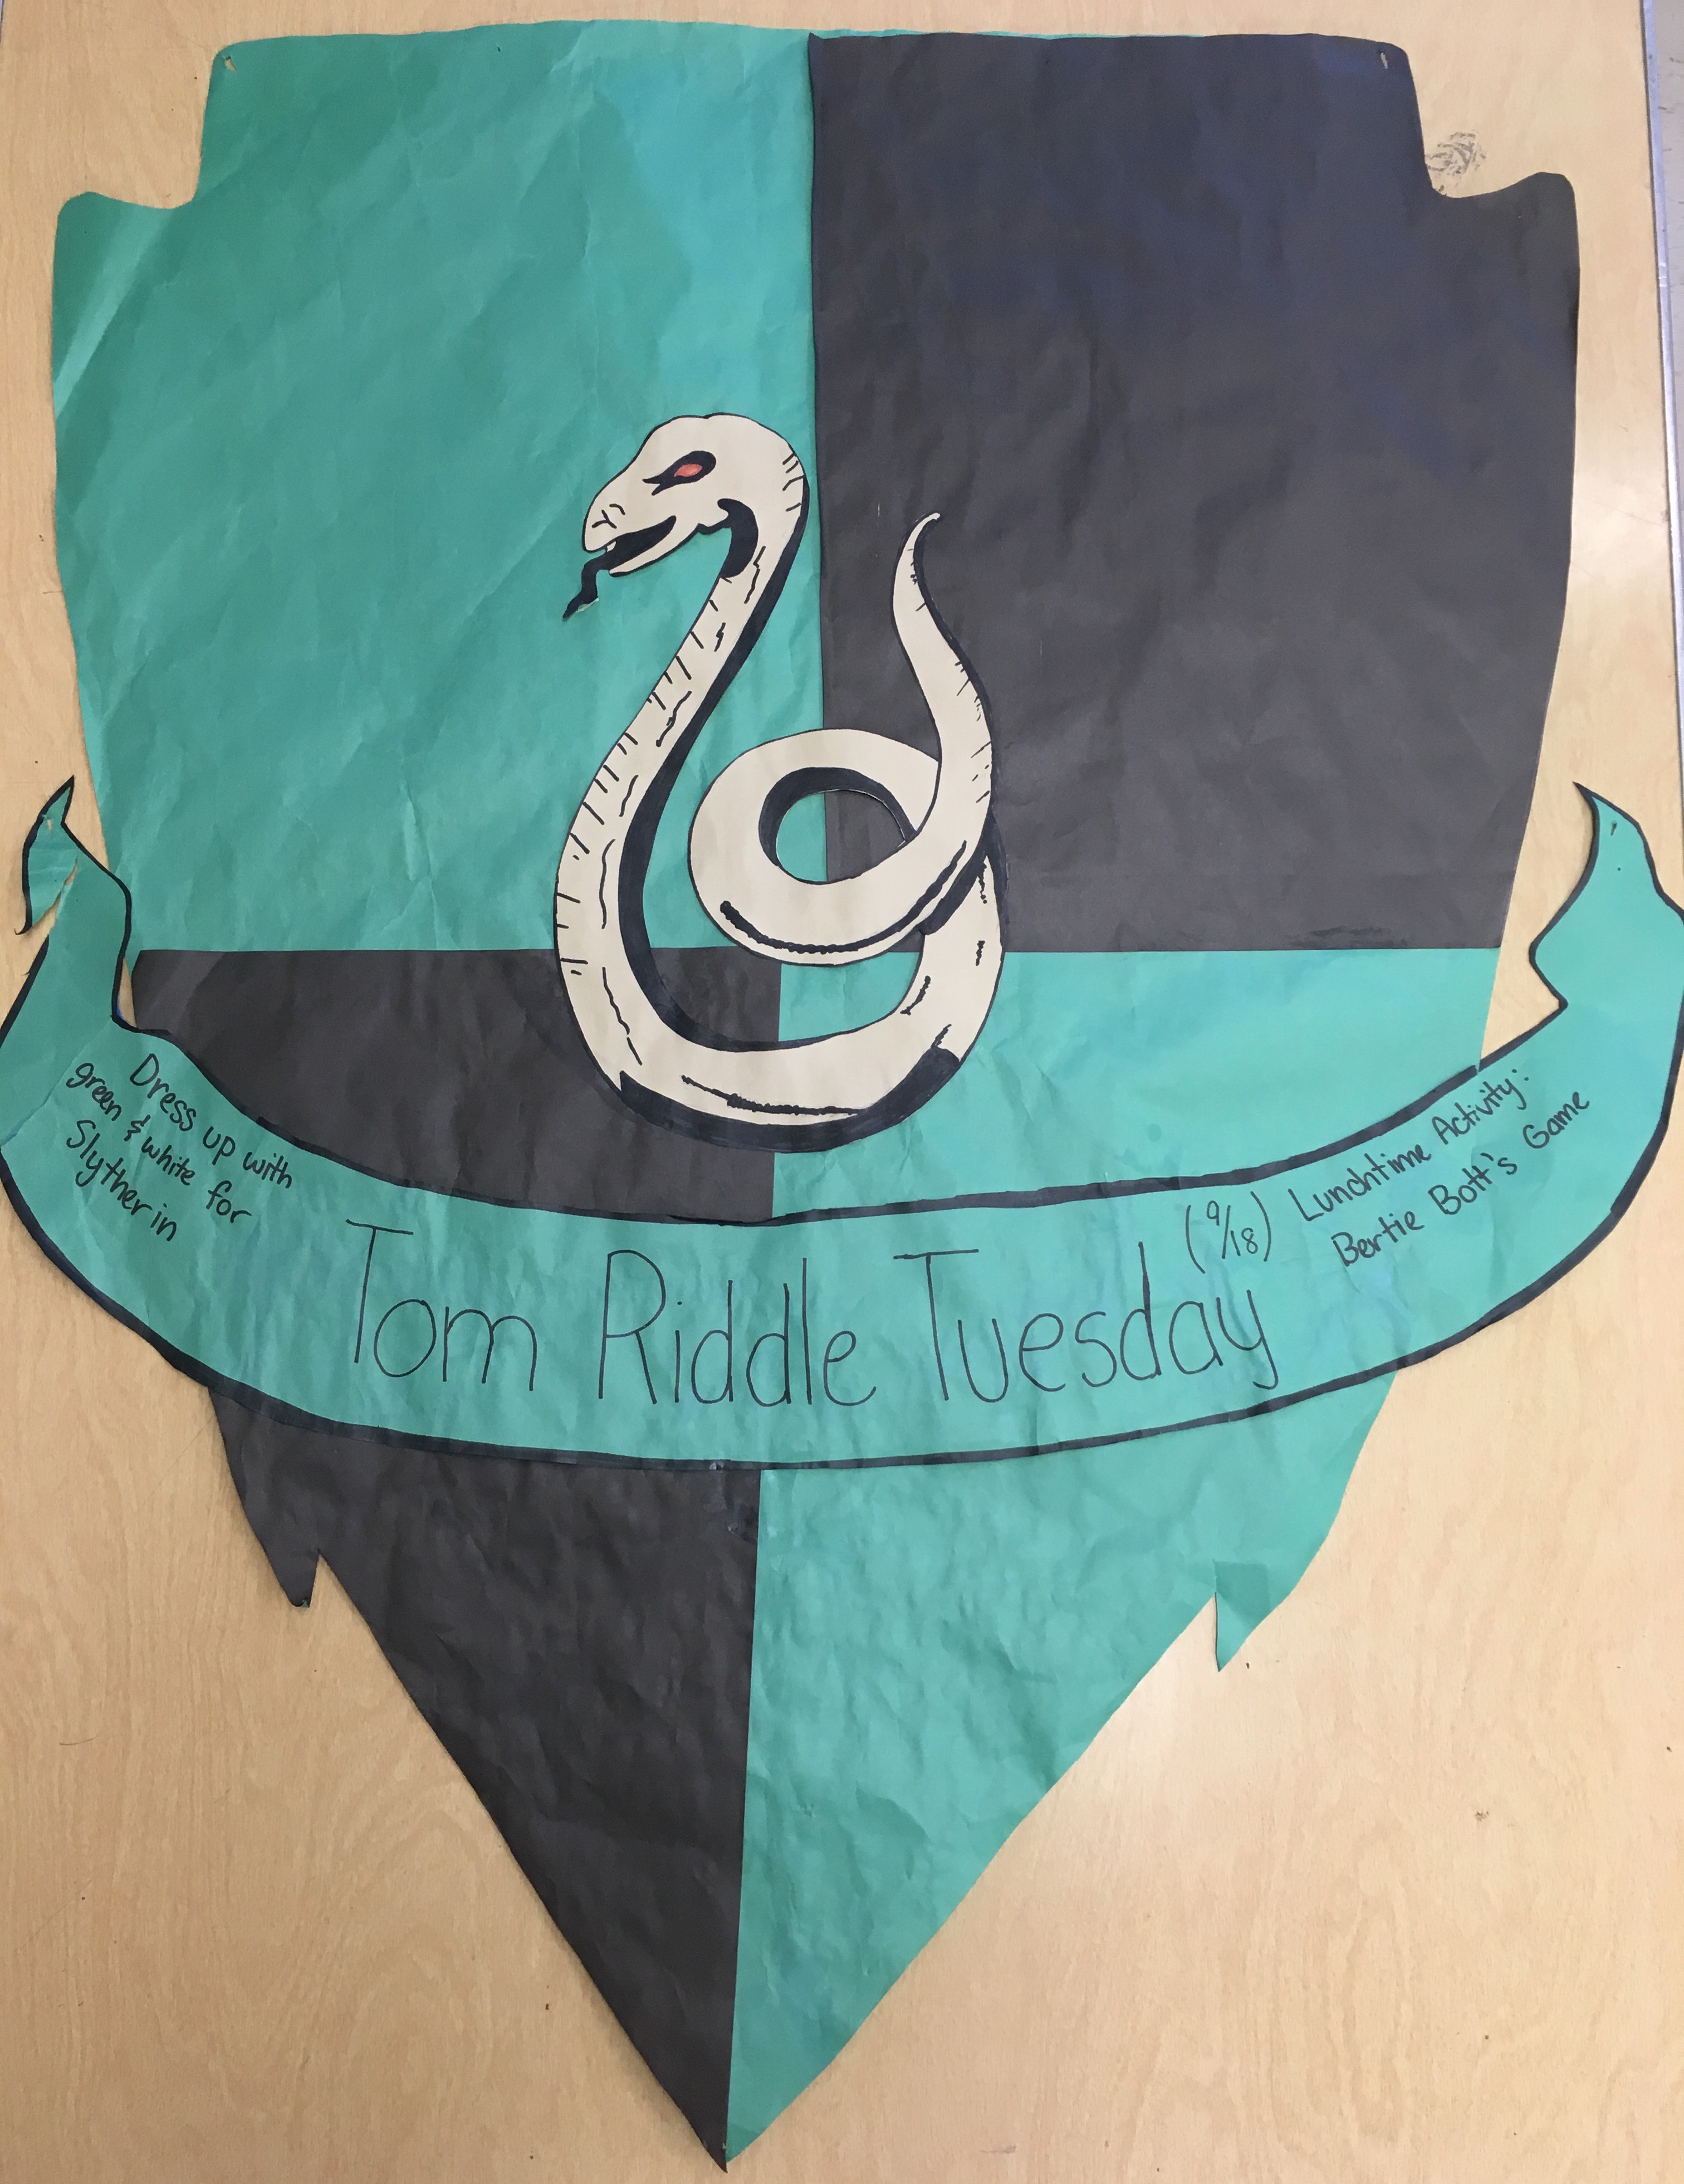 Dress up with
green & white for
Slytherin
Tom Riddle Tuesday
(9/18)
Lunchtime Activity:
Bertie Bott's Game